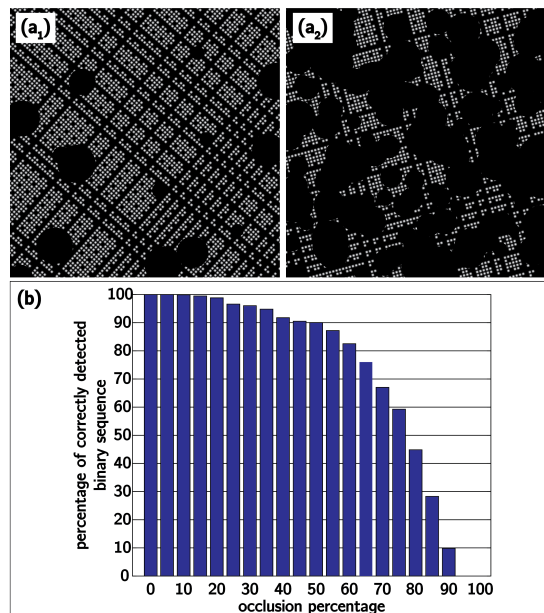 (a₁)
(a₂)
(b)
percentage of correctly detected
binary sequence
100
90
80
70
60
50
40
30
20
10
0
0 10 20 30 40 50 60 70 80 90 100
occlusion percentage